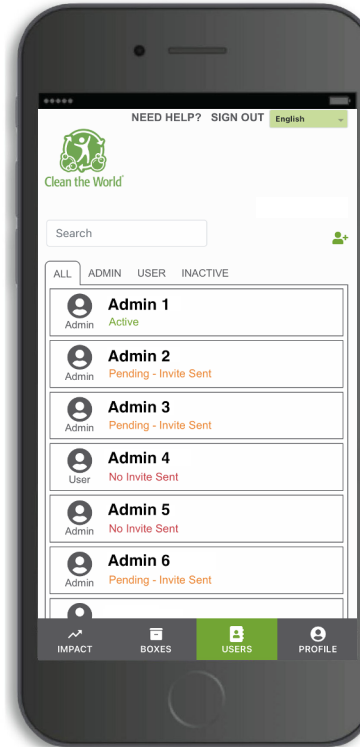 NEED HELP? SIGN OUT English
Clean the World
Search
ALL ADMIN USER INACTIVE
Admin 1
Admin Active
Admin 2
Admin Pending - Invite Sent
Admin 3
Admin Pending - Invite Sent
Admin 4
User No Invite Sent
Admin 5
Admin No Invite Sent
Admin 6
Admin Pending - Invite Sent
IMPACT BOXES USERS PROFILE